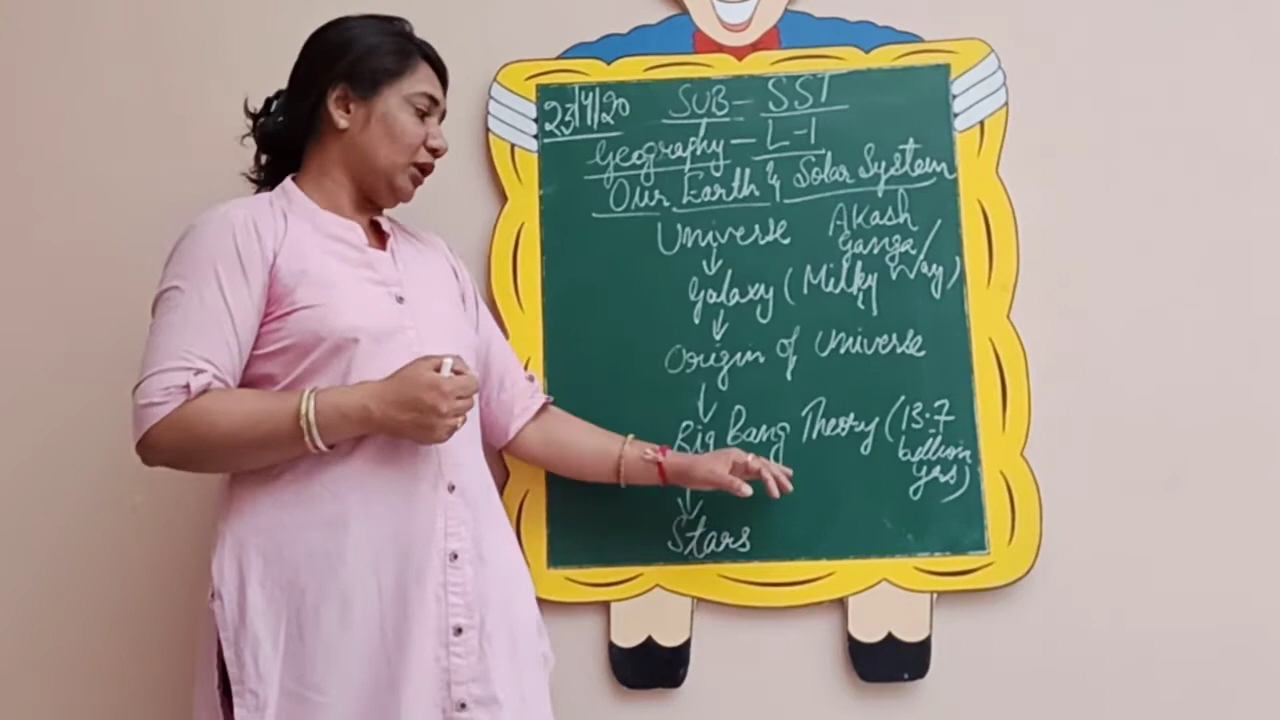 23/4/20 SUB - SST
Geography - L-1
Our Earth & Solar System
Universe Akash
Ganga/
Galaxy (Milky Way)
Origin of Universe
Big Bang Theory (13.7
billion
yrs)
Stars